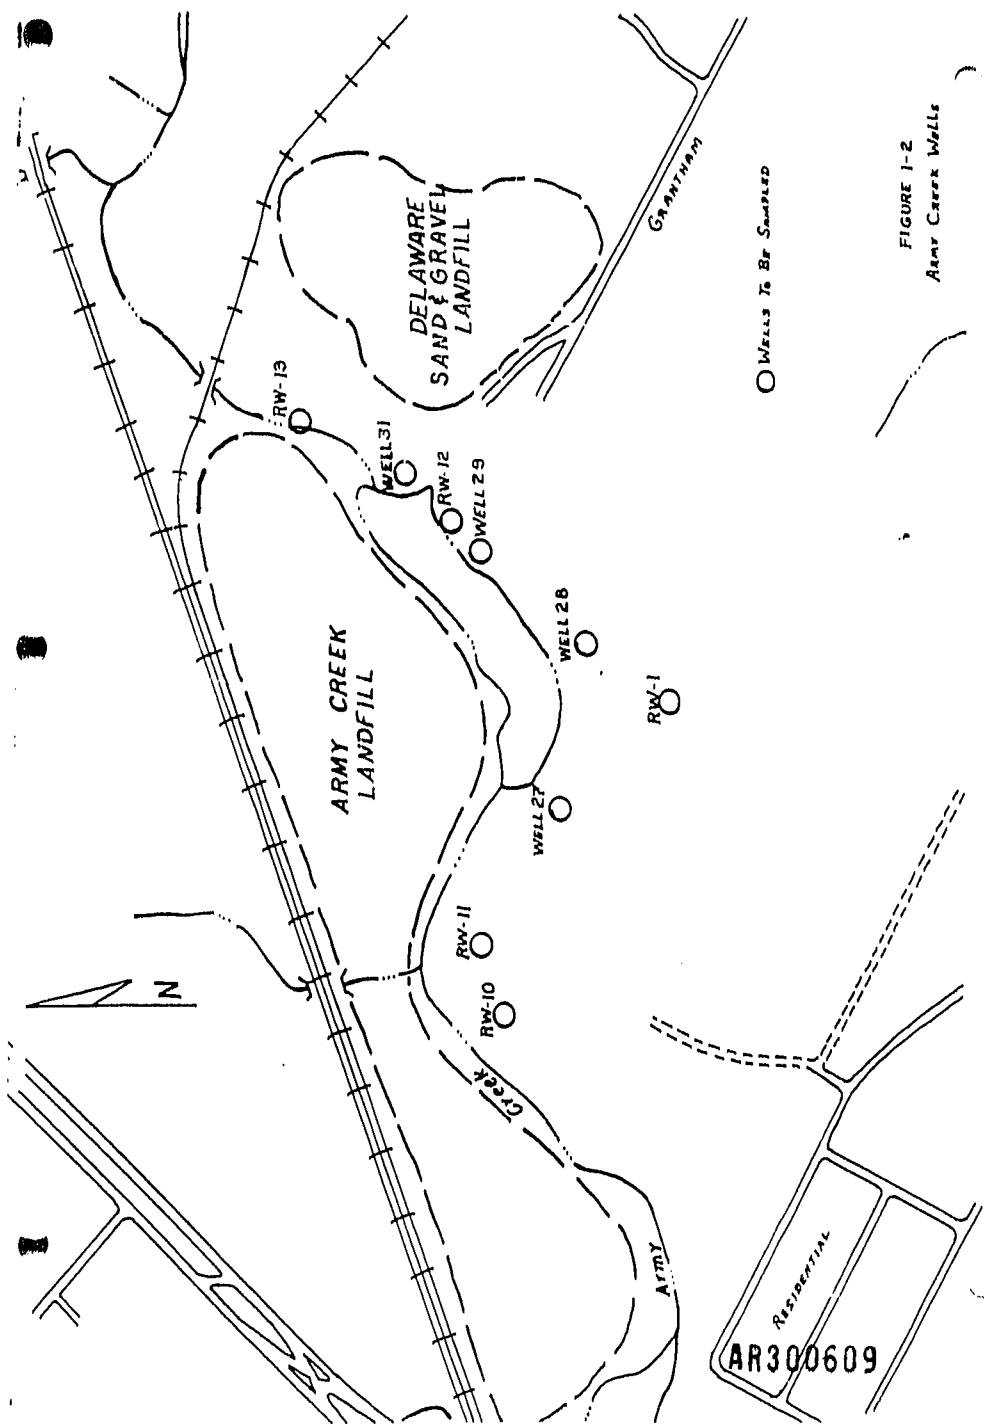 DELAWARE
SAND & GRAVEL
LANDFILL
GRANTHAM
RW-13
WELL 31
RW-12
WELL 29
WELL 28
RW-1
WELL 27
RW-11
RW-10
ARMY CREEK
LANDFILL
N
Army Creek
RESIDENTIAL
WELLS TO BE SAMPLED
FIGURE 1-2
ARMY CREEK WELLS
AR300609